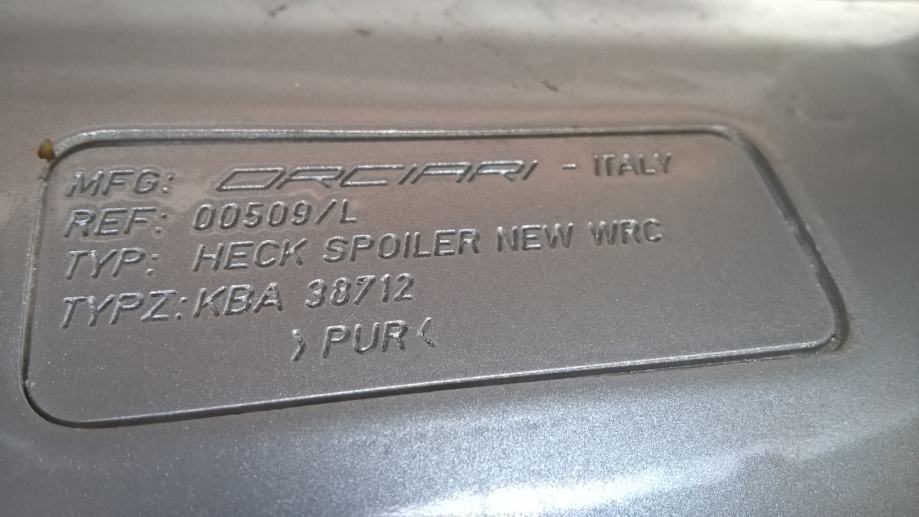 MFG: ORCIARI - ITALY
REF: 00509/L
TYP: HECK SPOILER NEW WRC
TYPZ: KBA 38712
>PUR<